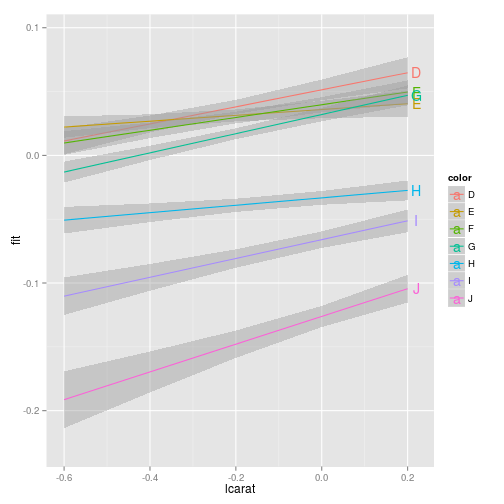 0.1
0.0
-0.1
-0.2
fit
D
F
G
E
H
I
J
-0.6
-0.4
-0.2
0.0
0.2
lcarat
color
a D
a E
a F
a G
a H
a I
a J